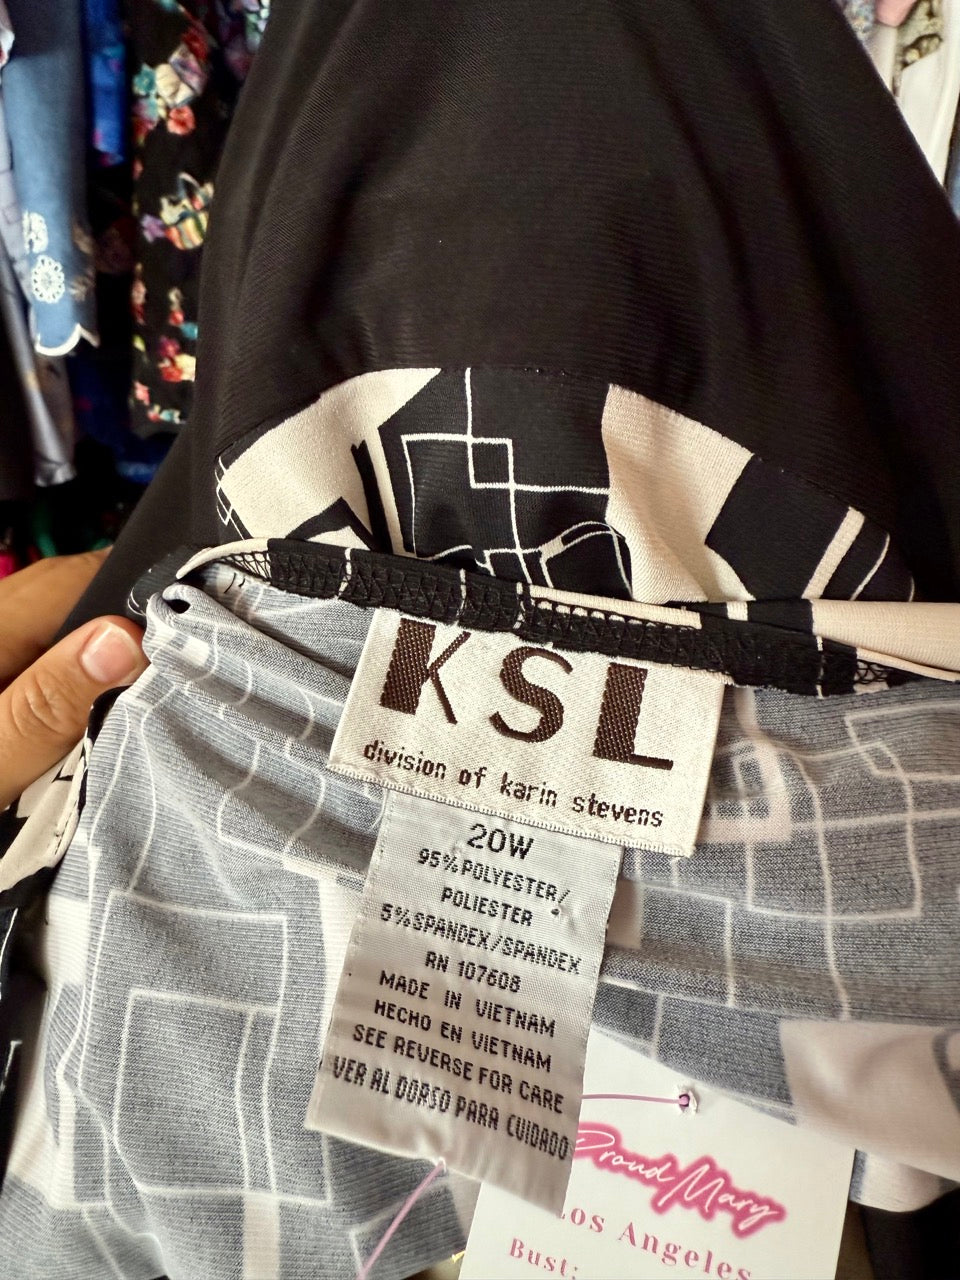 KSL
division of karin stevens
20W
95%POLYESTER/
POLIESTER
5%SPANDEX/SPANDEX
RN 107608
MADE IN VIETNAM
HECHO EN VIETNAM
SEE REVERSE FOR CARE
VER AL DORSO PARA CUIDADO
Proud Mary
Los Angeles
Bust: